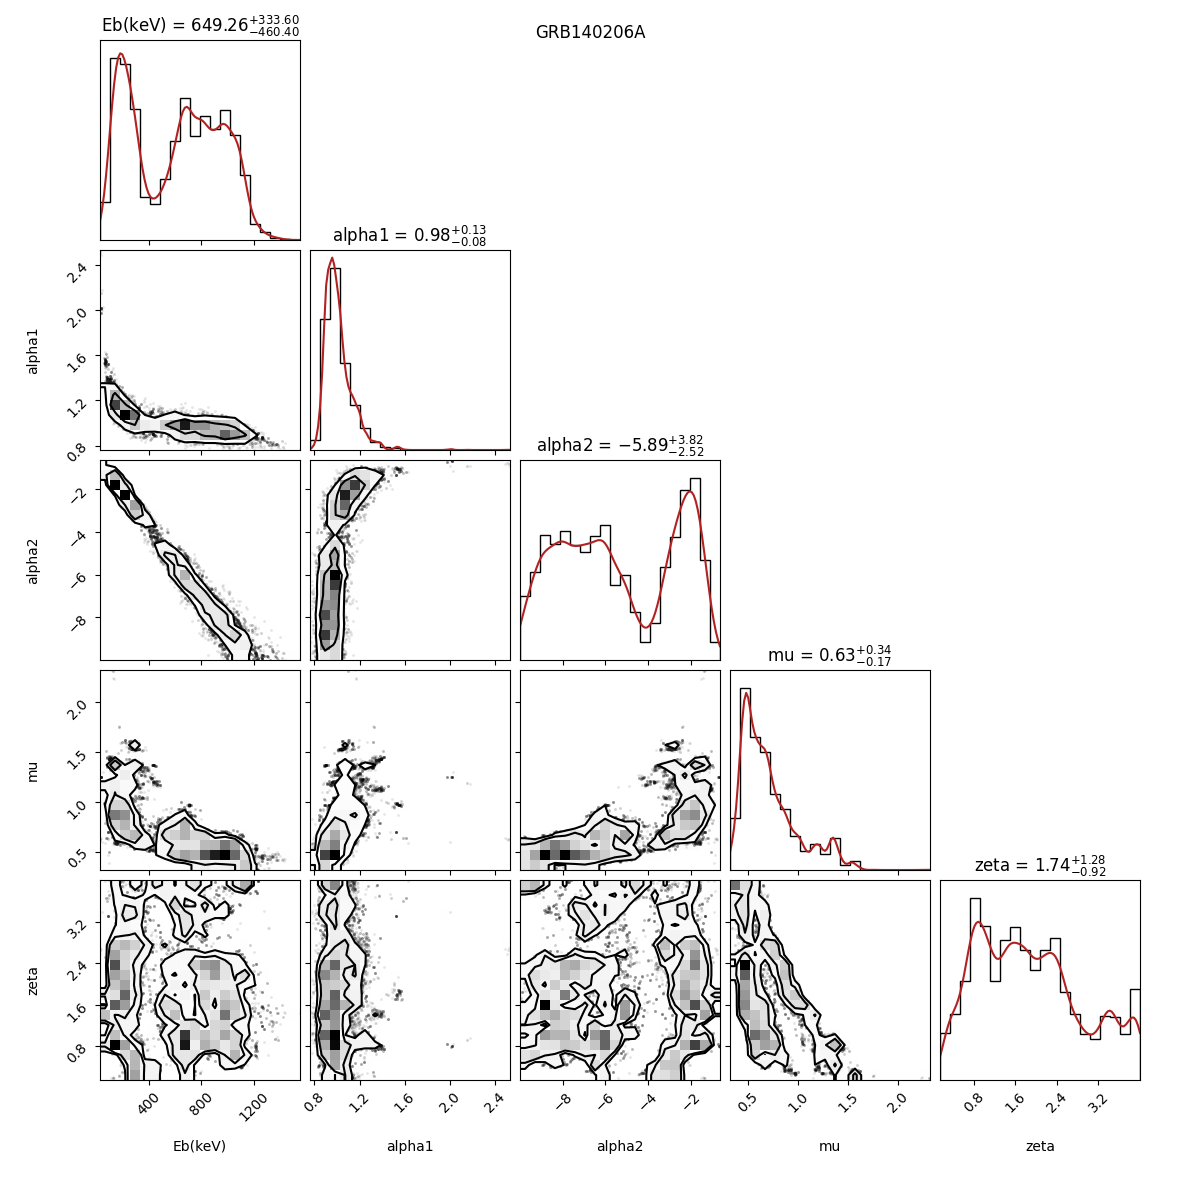 Eb(keV) = 649.26+333.60−460.40
GRB140206A
alpha1 = 0.98+0.13−0.08
2.4
2.0
1.6
1.2
0.8
alpha1
alpha2 = −5.89+3.82−2.52
−2
−4
−6
−8
alpha2
mu = 0.63+0.34−0.17
2.0
1.5
1.0
0.5
mu
zeta = 1.74+1.28−0.92
3.2
2.4
1.6
0.8
zeta
400 800 1200 0.8 1.2 1.6 2.0 2.4 −8 −6 −4 −2 0.5 1.0 1.5 2.0 0.8 1.6 2.4 3.2
Eb(keV) alpha1 alpha2 mu zeta